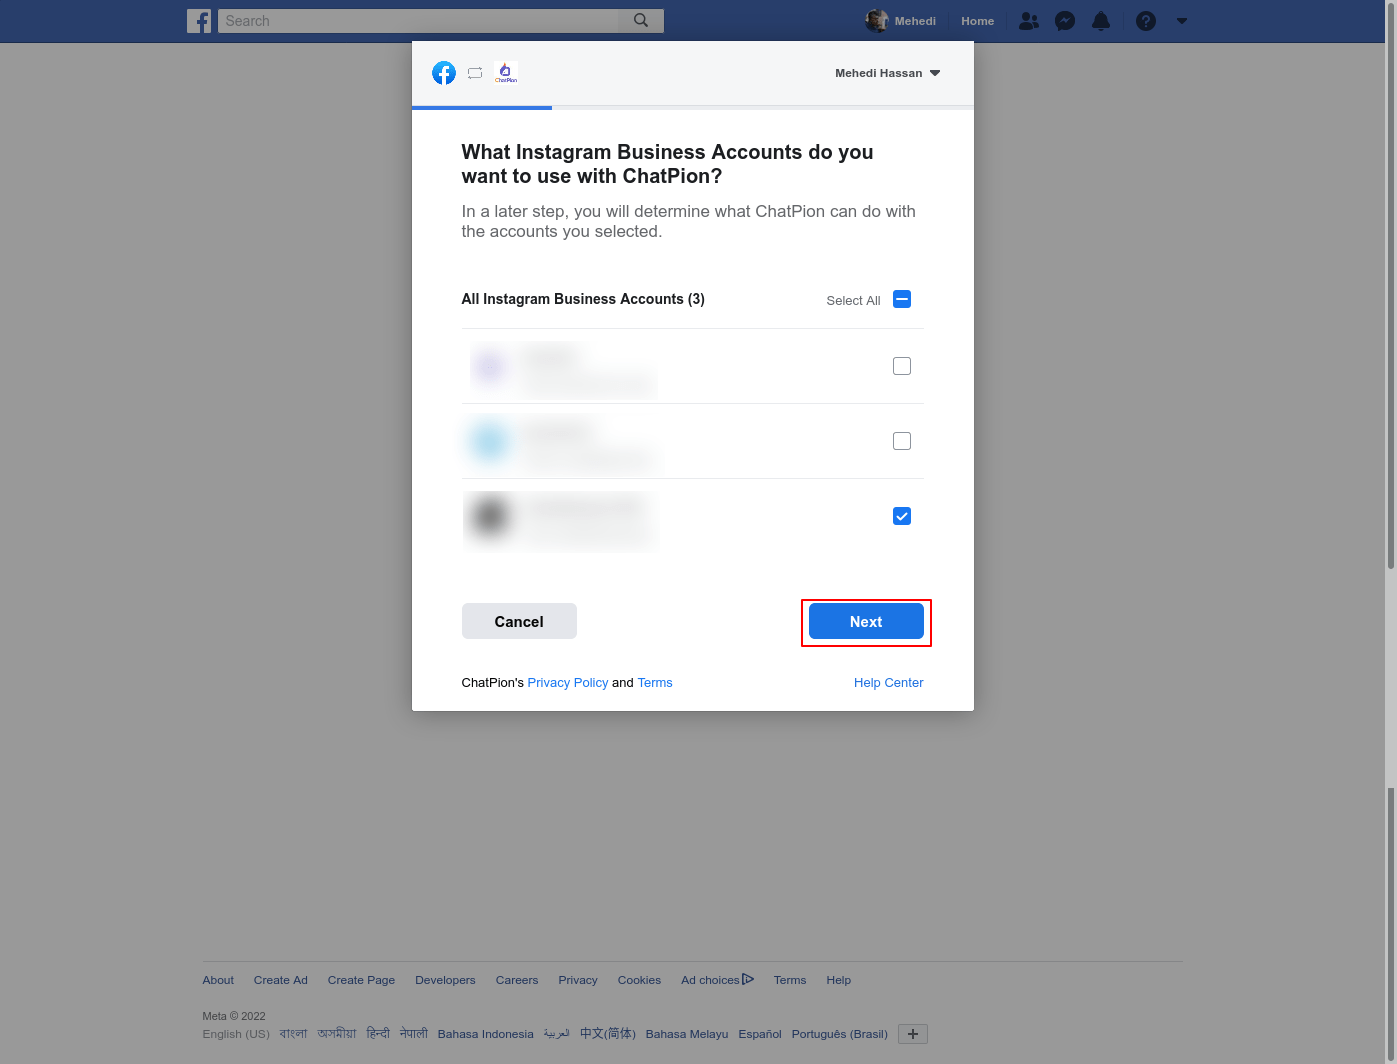 Search
Mehedi
Home
ChatPion
Mehedi Hassan
What Instagram Business Accounts do you
want to use with ChatPion?
In a later step, you will determine what ChatPion can do with
the accounts you selected.
All Instagram Business Accounts (3)
Select All
Cancel
Next
ChatPion's Privacy Policy and Terms
Help Center
About Create Ad Create Page Developers Careers Privacy Cookies Ad choices Terms Help
Meta © 2022
English (US) বাংলা অসমীয়া हिन्दी नेपाली Bahasa Indonesia العربية 中文(简体) Bahasa Melayu Español Português (Brasil)